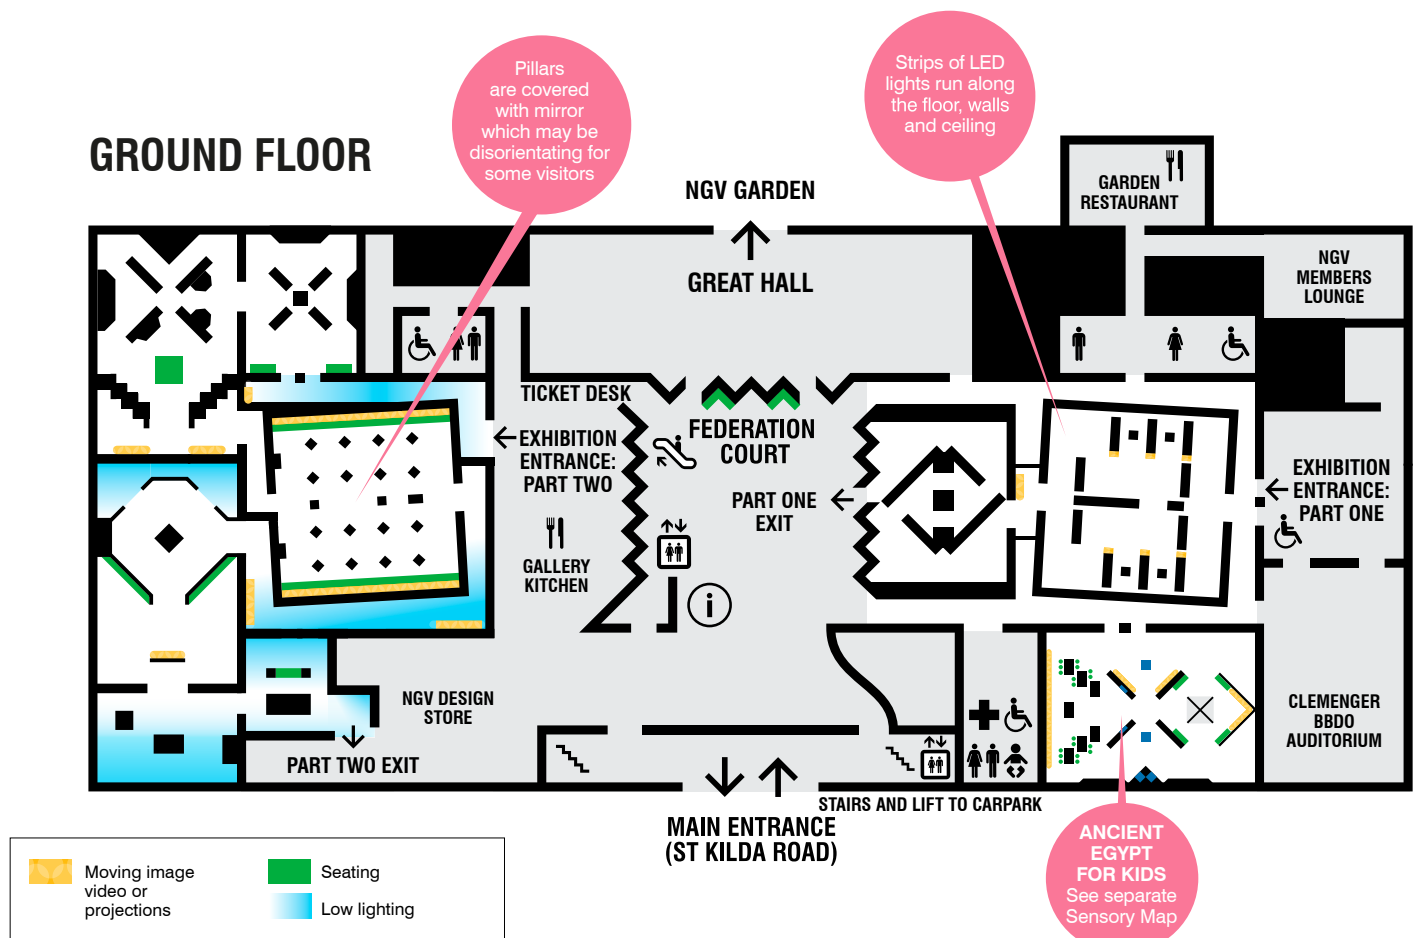 GROUND FLOOR
Pillars
are covered
with mirror
which may be
disorientating for
some visitors
Strips of LED
lights run along
the floor, walls
and ceiling
NGV GARDEN
GREAT HALL
GARDEN
RESTAURANT
NGV
MEMBERS
LOUNGE
TICKET DESK
FEDERATION
COURT
EXHIBITION
ENTRANCE:
PART TWO
PART ONE
EXIT
EXHIBITION
ENTRANCE:
PART ONE
GALLERY
KITCHEN
i
NGV DESIGN
STORE
PART TWO EXIT
CLEMENGER
BBDO
AUDITORIUM
STAIRS AND LIFT TO CARPARK
MAIN ENTRANCE
(ST KILDA ROAD)
ANCIENT
EGYPT
FOR KIDS
See separate
Sensory Map
Moving image
video or
projections
Seating
Low lighting